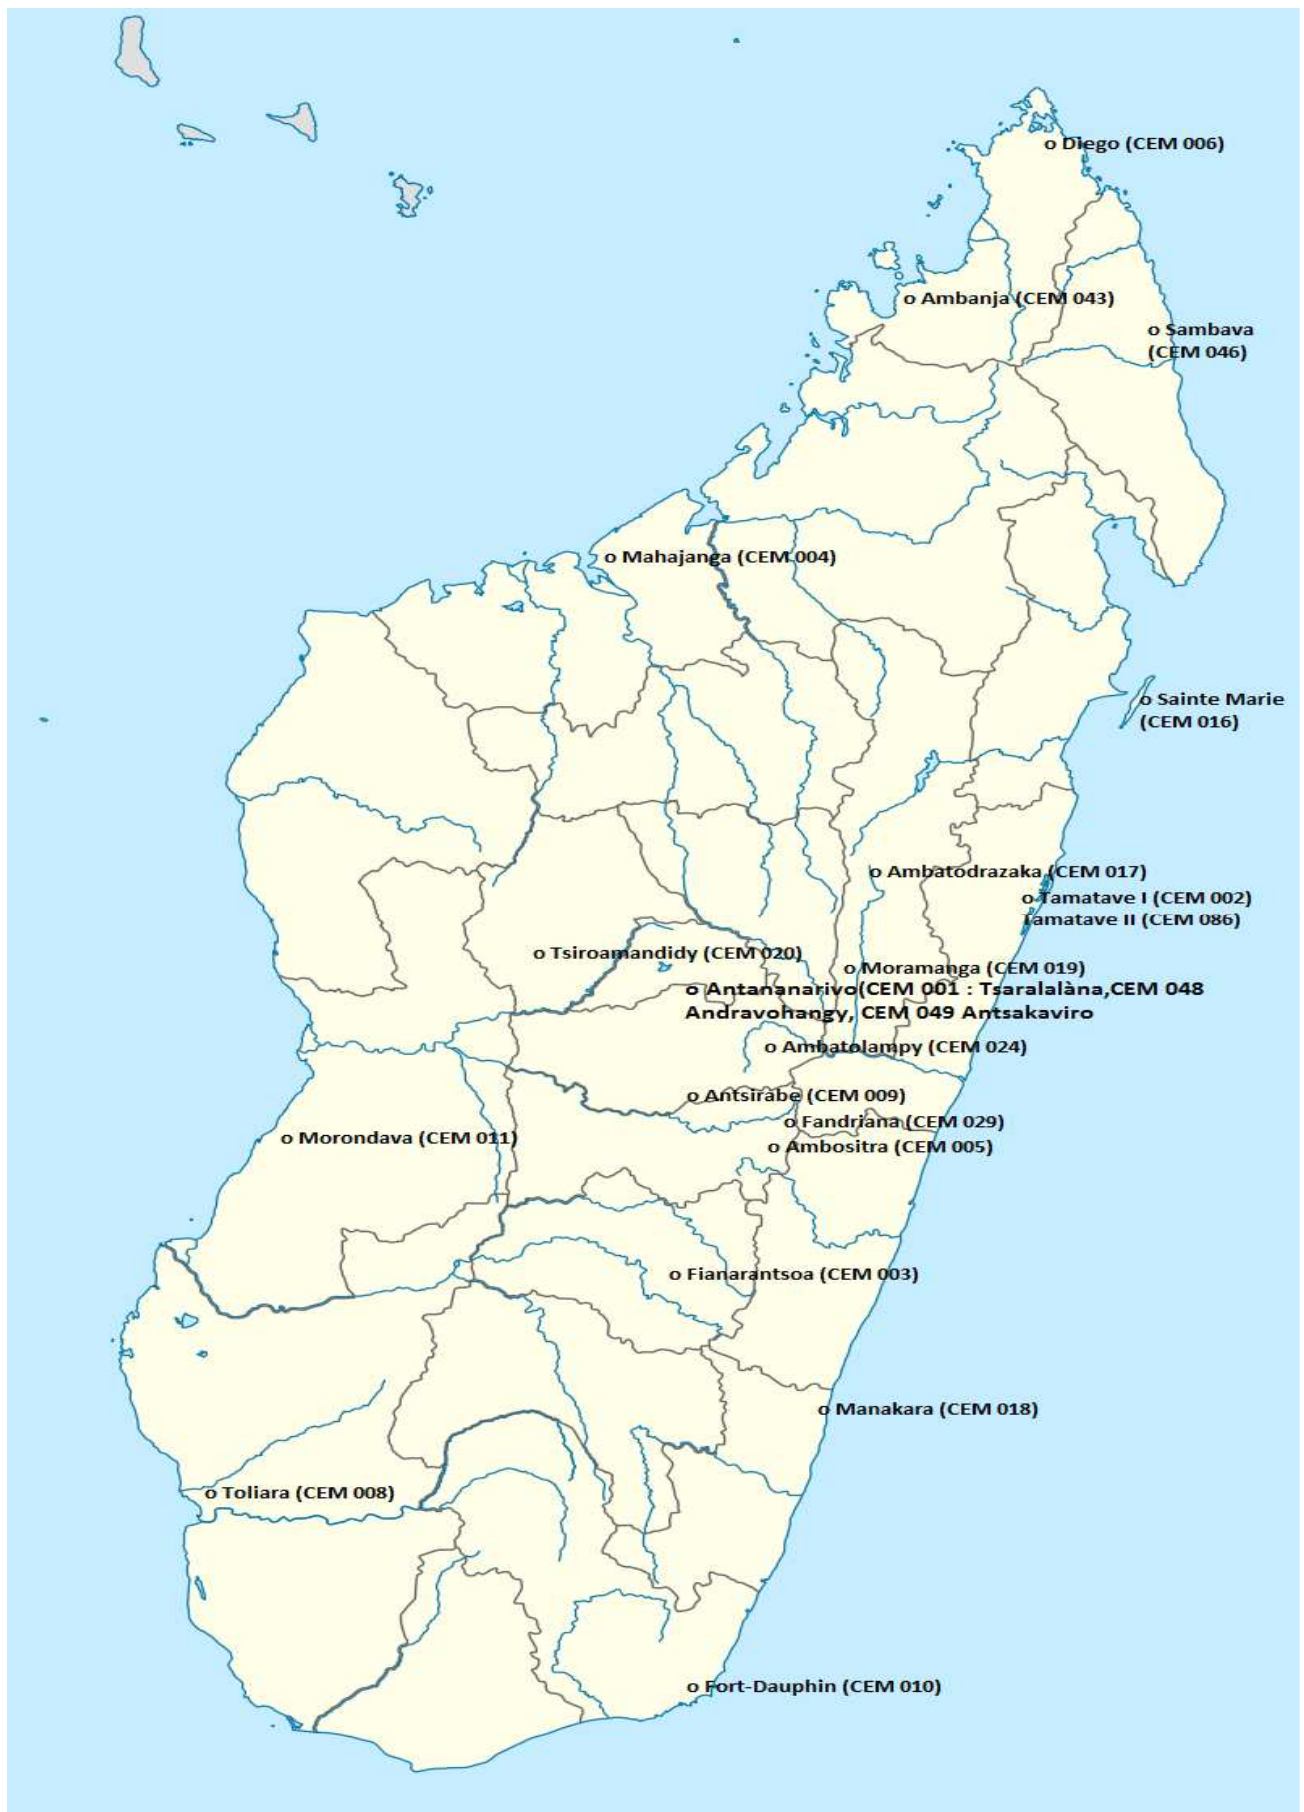 o Diego (CEM 006)
o Ambanja (CEM 043)
o Sambava
(CEM 046)
o Mahajanga (CEM 004)
o Sainte Marie
(CEM 016)
o Ambatodrazaka (CEM 017)
o Tamatave I (CEM 002)
Tamatave II (CEM 086)
o Tsiroamandidy (CEM 020)
o Moramanga (CEM 019)
o Antananarivo(CEM 001 : Tsaralalàna,CEM 048
Andravohangy, CEM 049 Antsakaviro
o Ambatolampy (CEM 024)
o Antsirabe (CEM 009)
o Fandriana (CEM 029)
o Morondava (CEM 011)
o Ambositra (CEM 005)
o Fianarantsoa (CEM 003)
o Manakara (CEM 018)
o Toliara (CEM 008)
o Fort-Dauphin (CEM 010)